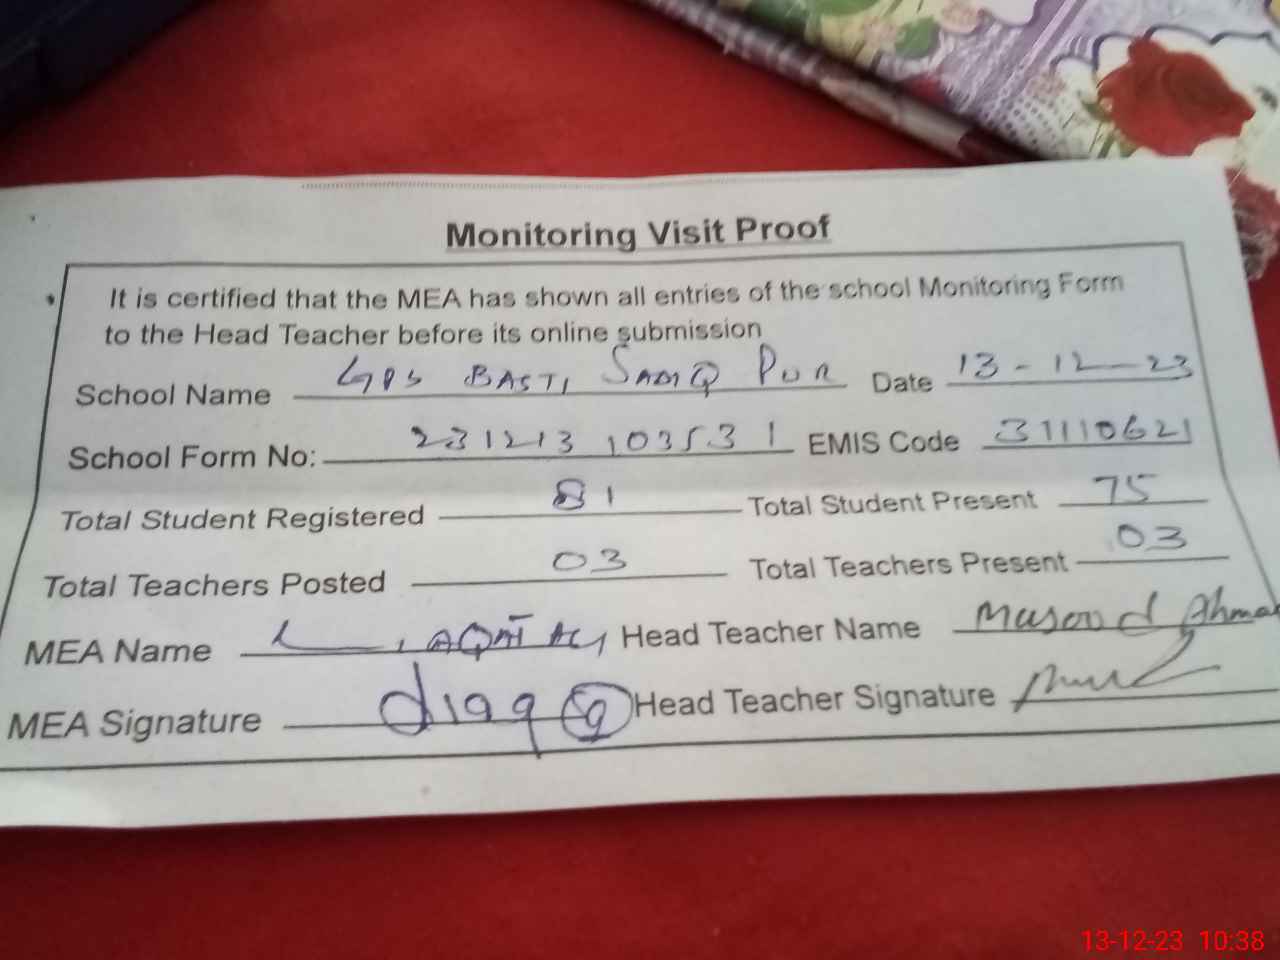 Monitoring Visit Proof
It is certified that the MEA has shown all entries of the school Monitoring Form
to the Head Teacher before its online submission
School Name GPS BASTI SADIQ PUR Date 13-12-23
School Form No: 231213103531 EMIS Code 31110621
Total Student Registered 81 Total Student Present 75
Total Teachers Posted 03 Total Teachers Present 03
MEA Name Head Teacher Name Masood Ahmad
MEA Signature Head Teacher Signature
13-12-23 10:38